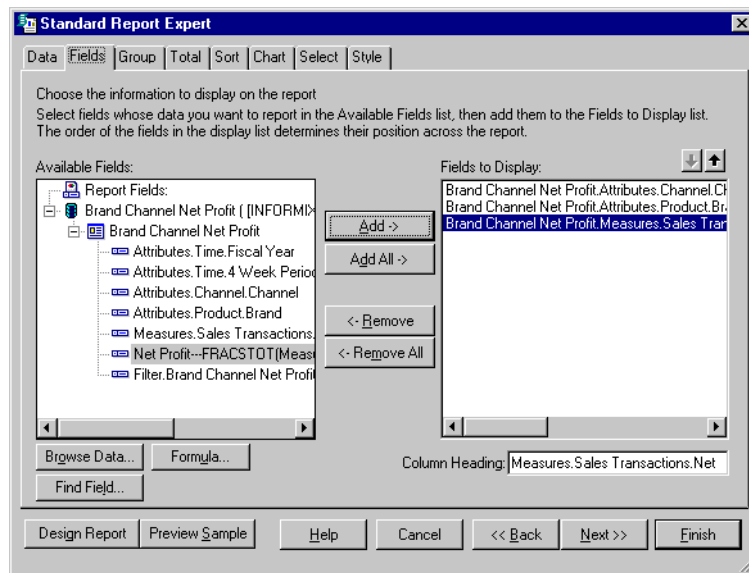 Standard Report Expert
Data Fields Group Total Sort Chart Select Style
Choose the information to display on the report
Select fields whose data you want to report in the Available Fields list, then add them to the Fields to Display list.
The order of the fields in the display list determines their position across the report.
Available Fields:
Fields to Display:
Report Fields:
Brand Channel Net Profit ( [INFORMIX
Brand Channel Net Profit
Attributes.Time.Fiscal Year
Attributes.Time.4 Week Period
Attributes.Channel.Channel
Attributes.Product.Brand
Measures.Sales Transactions.
Net Profit---FRACSTOT(Measu
Filter.Brand Channel Net Profit
Add ->
Add All ->
<- Remove
<- Remove All
Brand Channel Net Profit.Attributes.Channel.Ch
Brand Channel Net Profit.Attributes.Product.Bra
Brand Channel Net Profit.Measures.Sales Tran
Browse Data... Formula...
Column Heading: Measures.Sales Transactions.Net
Find Field...
Design Report Preview Sample Help Cancel << Back Next >> Finish